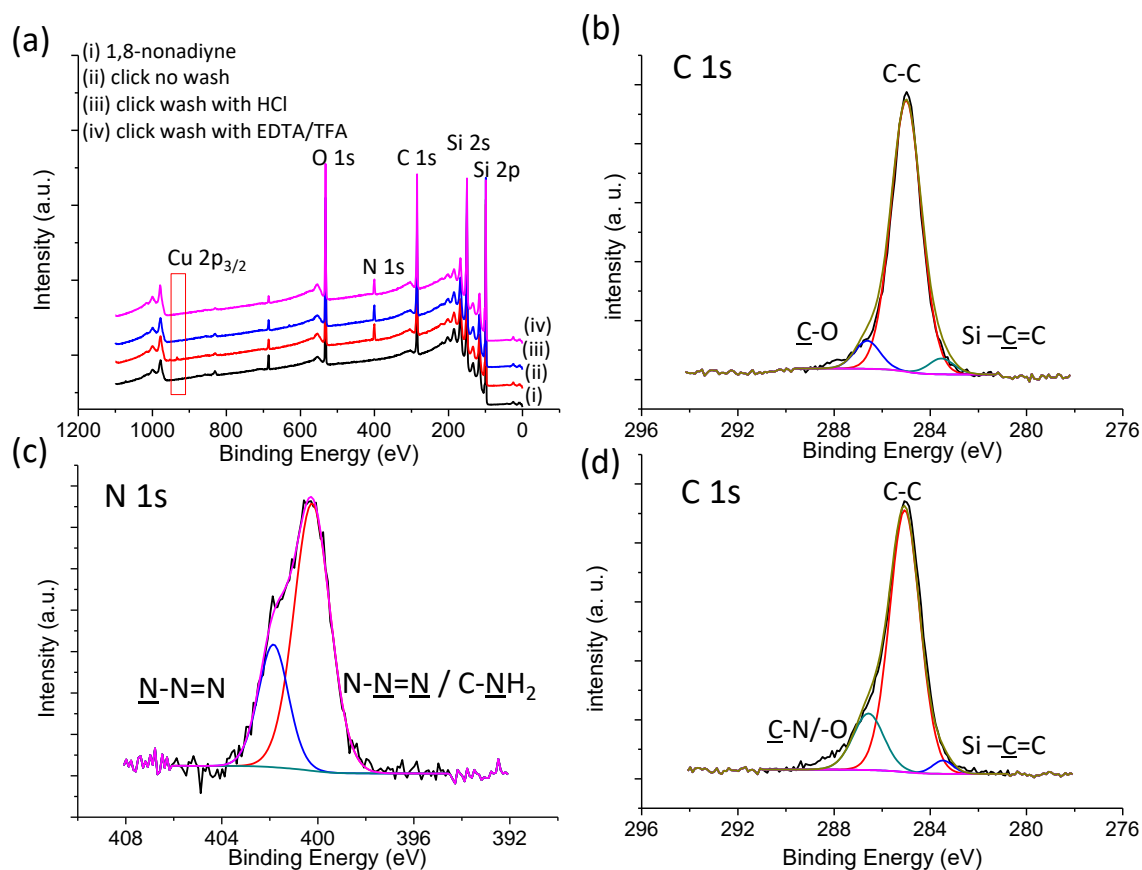 (a)
(i) 1,8-nonadiyne
(ii) click no wash
(iii) click wash with HCl
(iv) click wash with EDTA/TFA
Cu 2p3/2
O 1s
N 1s
C 1s
Si 2s
Si 2p
(iv)
(iii)
(ii)
(i)
Intensity (a.u.)
1200 1000 800 600 400 200 0
Binding Energy (eV)
(b)
C 1s
C-C
C-O
Si –C=C
intensity (a. u.)
296 292 288 284 280 276
Binding Energy (eV)
(c)
N 1s
N-N=N
N-N=N / C-NH2
Intensity (a.u.)
408 404 400 396 392
Binding Energy (eV)
(d)
C 1s
C-C
C-N/-O
Si –C=C
intensity (a. u.)
296 292 288 284 280 276
Binding Energy (eV)